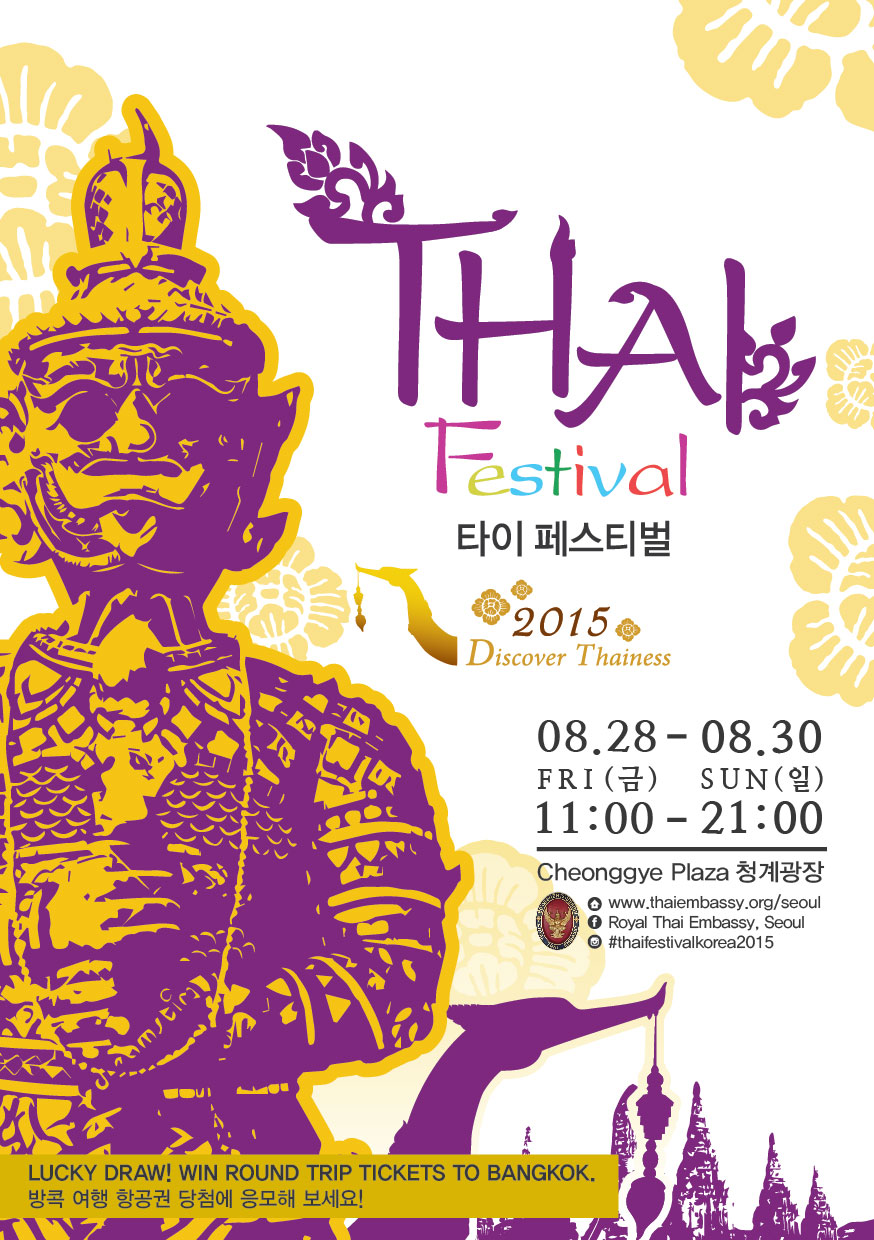 THAI
Festival
타이 페스티벌
2015
Discover Thainess
08.28 - 08.30
FRI(금) SUN(일)
11:00 - 21:00
Cheonggye Plaza 청계광장
www.thaiembassy.org/seoul
Royal Thai Embassy, Seoul
#thaifestivalkorea2015
LUCKY DRAW! WIN ROUND TRIP TICKETS TO BANGKOK.
방콕 여행 항공권 당첨에 응모해 보세요!